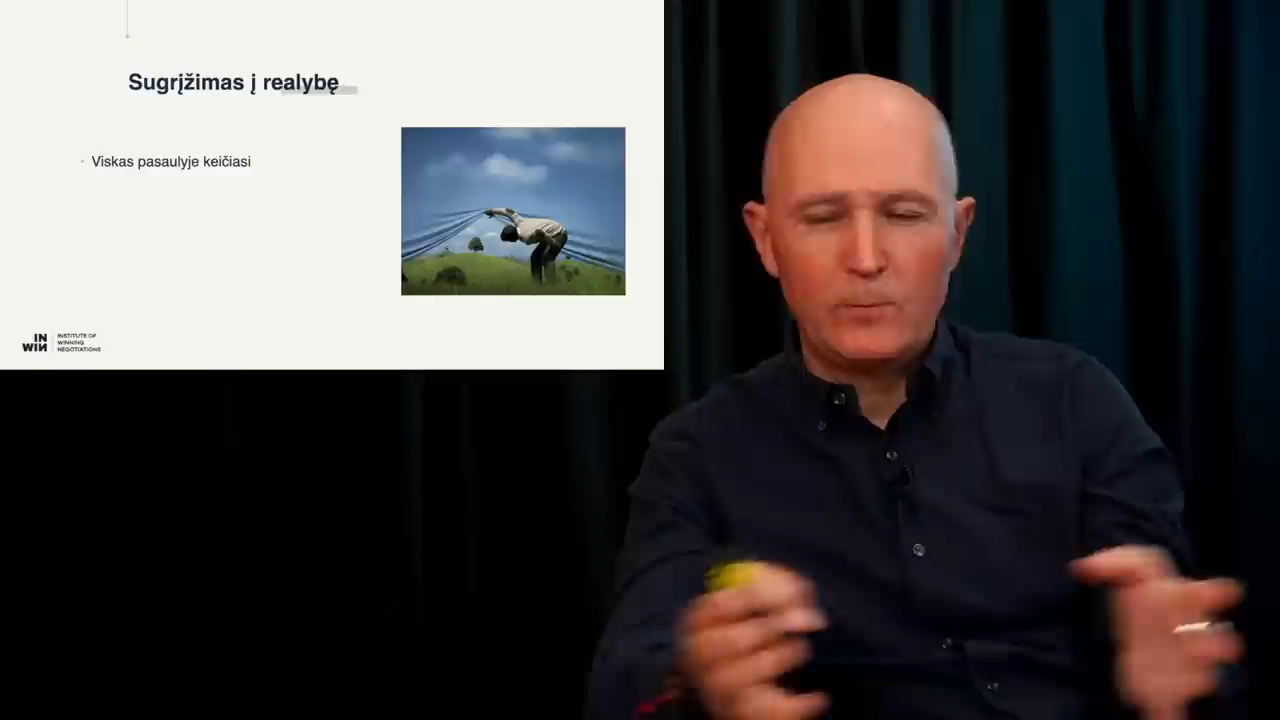 Sugrįžimas į realybę
Viskas pasaulyje keičiasi
IN
WIN
INSTITUTE OF
WINNING
NEGOTIATIONS